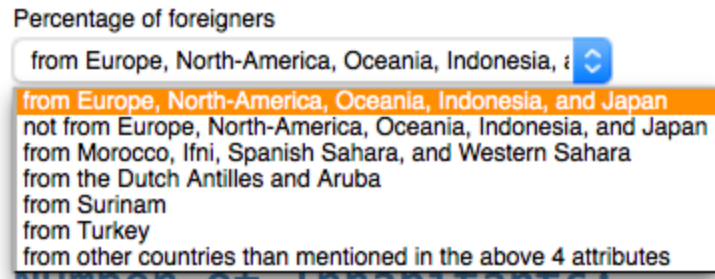 Percentage of foreigners
from Europe, North-America, Oceania, Indonesia, a
from Europe, North-America, Oceania, Indonesia, and Japan
not from Europe, North-America, Oceania, Indonesia, and Japan
from Morocco, Ifni, Spanish Sahara, and Western Sahara
from the Dutch Antilles and Aruba
from Surinam
from Turkey
from other countries than mentioned in the above 4 attributes